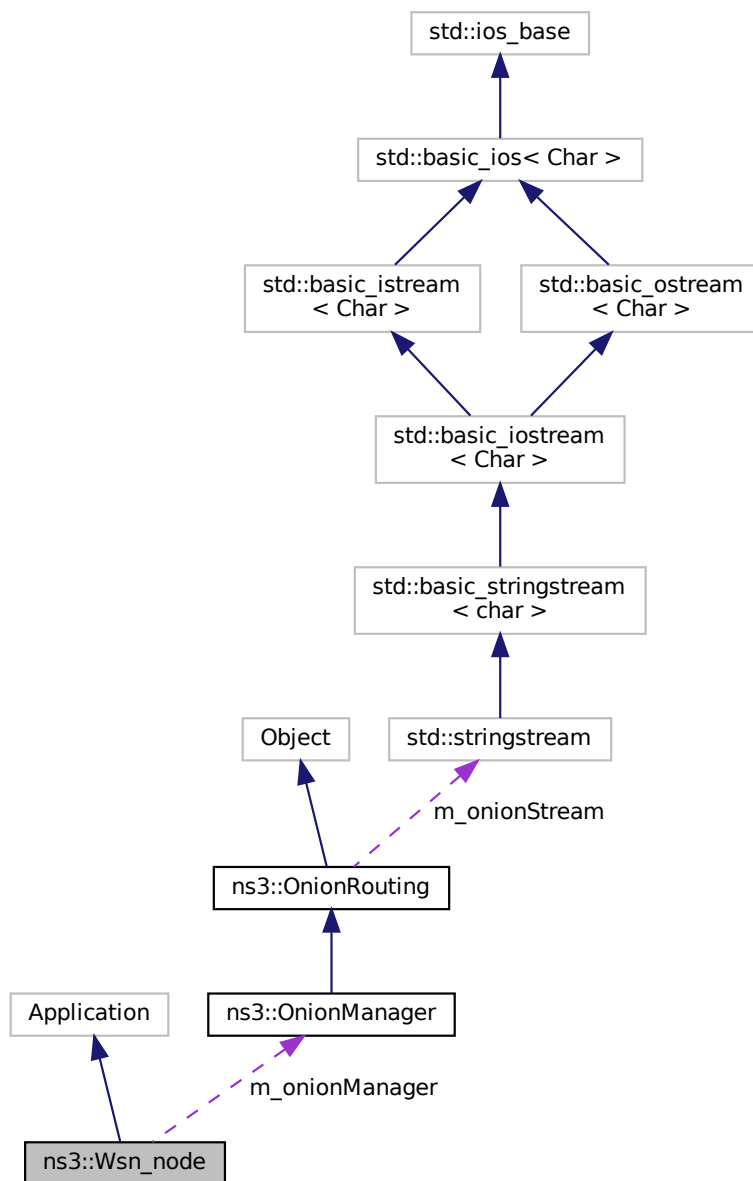 std::ios_base
std::basic_ios< Char >
std::basic_istream
< Char >
std::basic_ostream
< Char >
std::basic_iostream
< Char >
std::basic_stringstream
< char >
Object
std::stringstream
m_onionStream
ns3::OnionRouting
Application
ns3::OnionManager
m_onionManager
ns3::Wsn_node